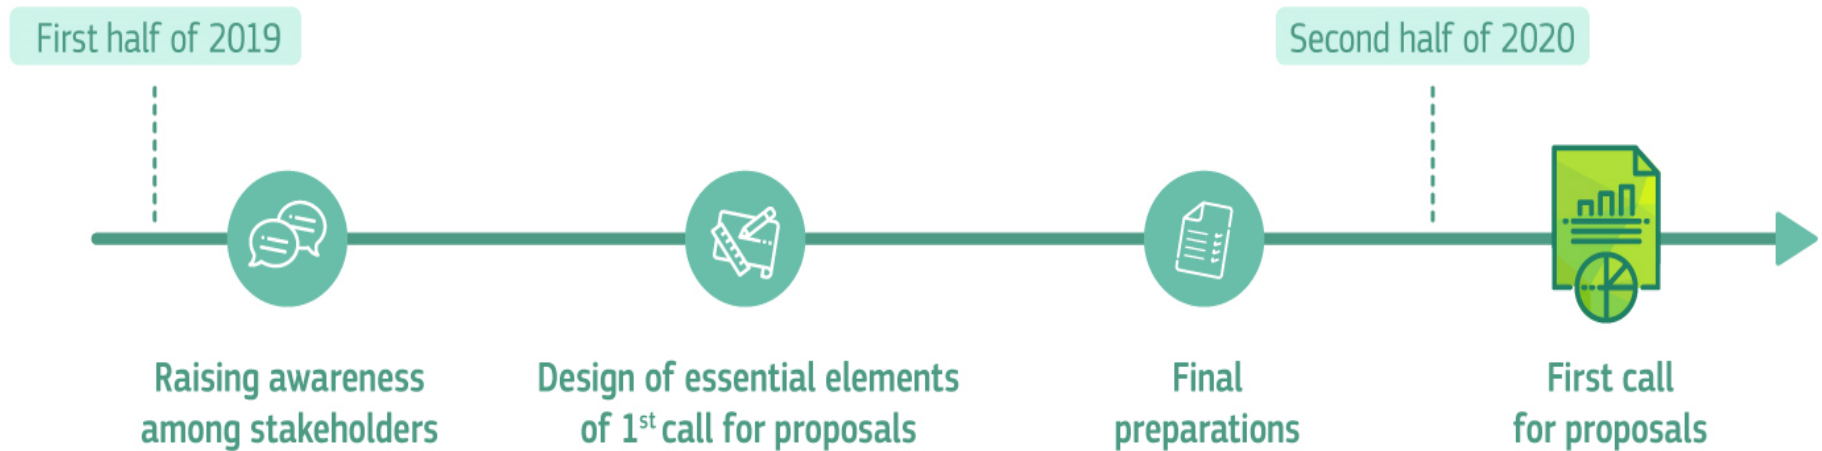 First half of 2019
Second half of 2020
Raising awareness
among stakeholders
Design of essential elements
of 1st call for proposals
Final
preparations
First call
for proposals